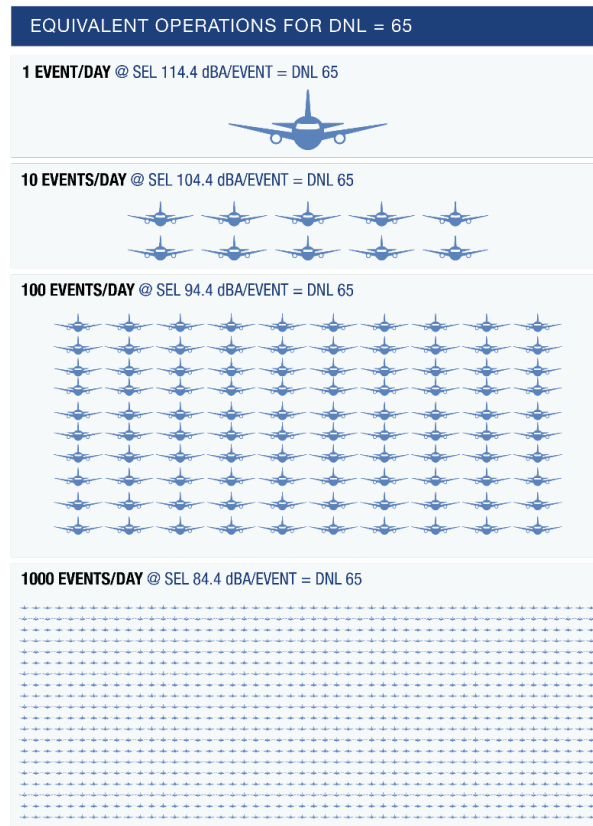 EQUIVALENT OPERATIONS FOR DNL = 65
1 EVENT/DAY @ SEL 114.4 dBA/EVENT = DNL 65
10 EVENTS/DAY @ SEL 104.4 dBA/EVENT = DNL 65
100 EVENTS/DAY @ SEL 94.4 dBA/EVENT = DNL 65
1000 EVENTS/DAY @ SEL 84.4 dBA/EVENT = DNL 65